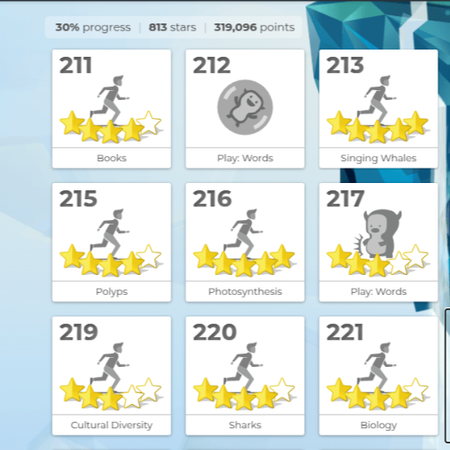 30% progress | 813 stars | 319,096 points
211
212
213
Books
Play: Words
Singing Whales
215
216
217
Polyps
Photosynthesis
Play: Words
219
220
221
Cultural Diversity
Sharks
Biology